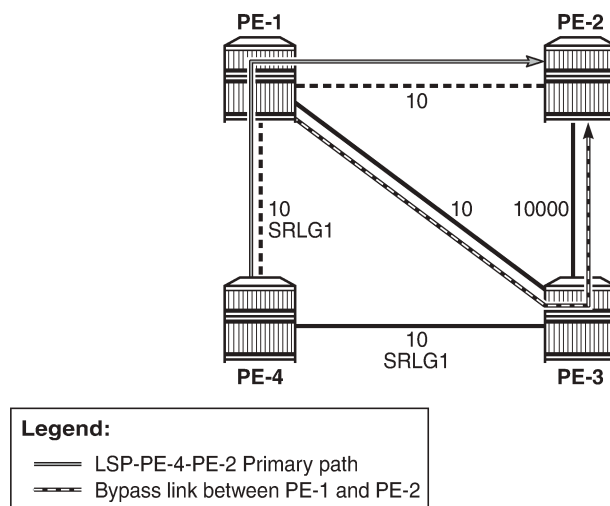 PE-1
PE-2
10
10
SRLG1
10
10000
10
SRLG1
PE-4
PE-3
Legend:
LSP-PE-4-PE-2 Primary path
Bypass link between PE-1 and PE-2